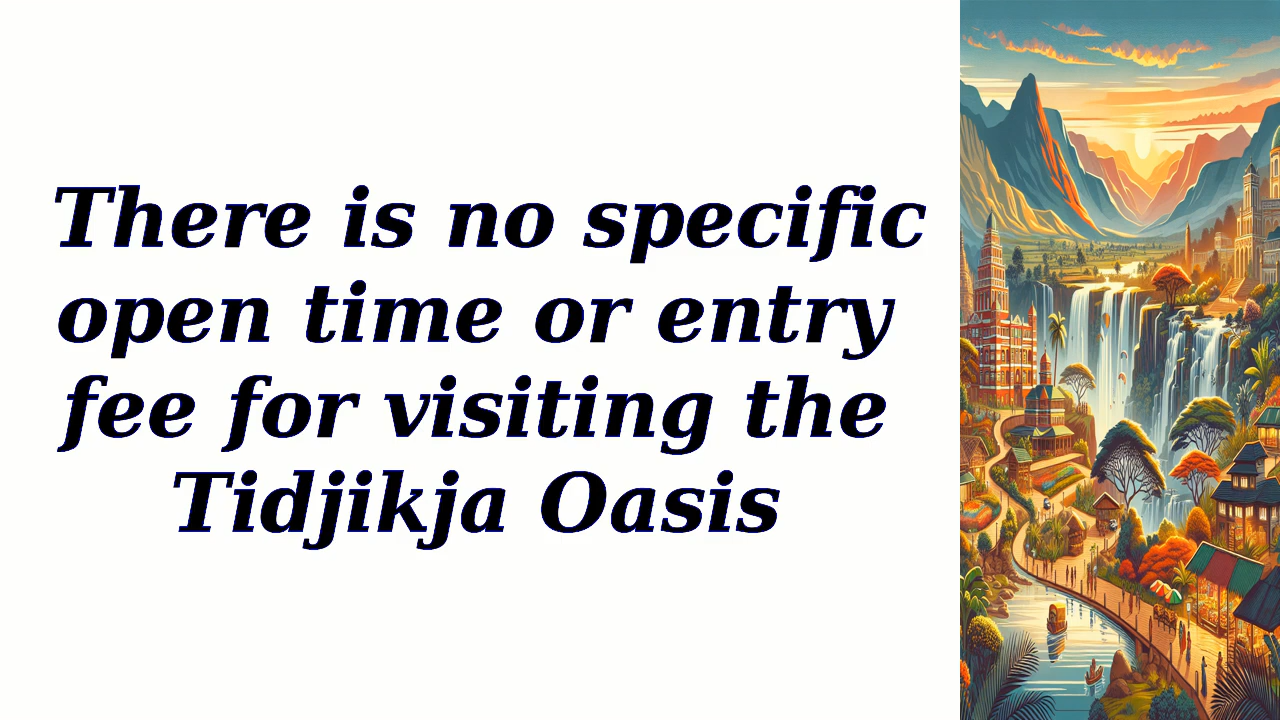 There is no specific
open time or entry
fee for visiting the
Tidjikja Oasis